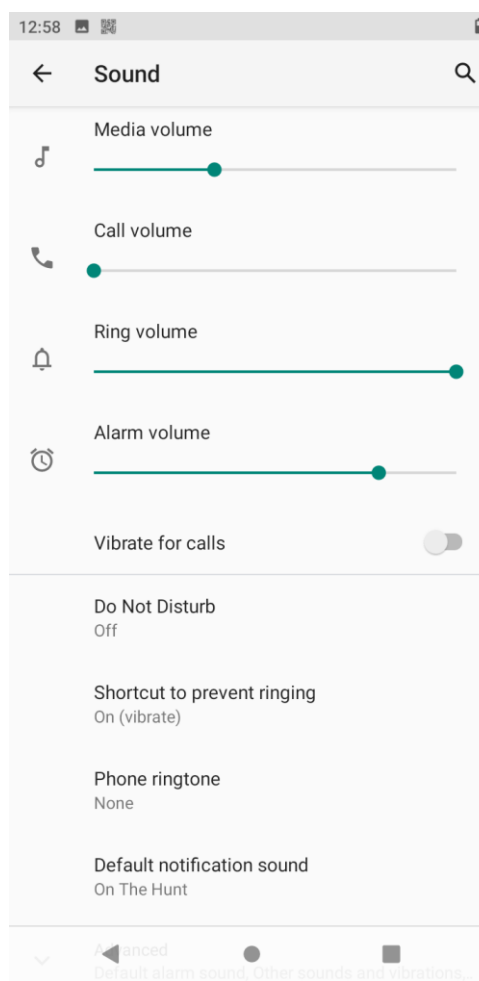 12:58
Sound
Media volume
Call volume
Ring volume
Alarm volume
Vibrate for calls
Do Not Disturb
Off
Shortcut to prevent ringing
On (vibrate)
Phone ringtone
None
Default notification sound
On The Hunt
Advanced
Default alarm sound, Other sounds and vibrations,..